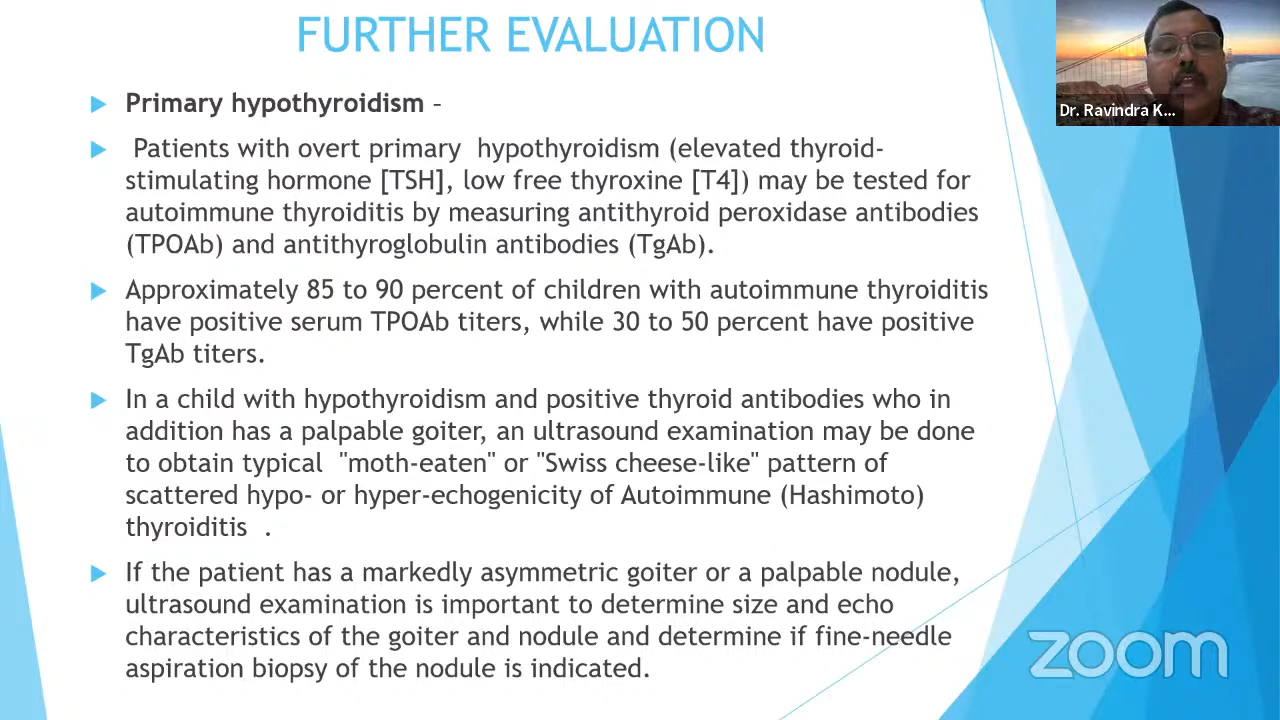 FURTHER EVALUATION
Primary hypothyroidism –
Patients with overt primary hypothyroidism (elevated thyroid-
stimulating hormone [TSH], low free thyroxine [T4]) may be tested for
autoimmune thyroiditis by measuring antithyroid peroxidase antibodies
(TPOAb) and antithyroglobulin antibodies (TgAb).
Approximately 85 to 90 percent of children with autoimmune thyroiditis
have positive serum TPOAb titers, while 30 to 50 percent have positive
TgAb titers.
In a child with hypothyroidism and positive thyroid antibodies who in
addition has a palpable goiter, an ultrasound examination may be done
to obtain typical "moth-eaten" or "Swiss cheese-like" pattern of
scattered hypo- or hyper-echogenicity of Autoimmune (Hashimoto)
thyroiditis .
If the patient has a markedly asymmetric goiter or a palpable nodule,
ultrasound examination is important to determine size and echo
characteristics of the goiter and nodule and determine if fine-needle
aspiration biopsy of the nodule is indicated.
Dr. Ravindra K...
zoom